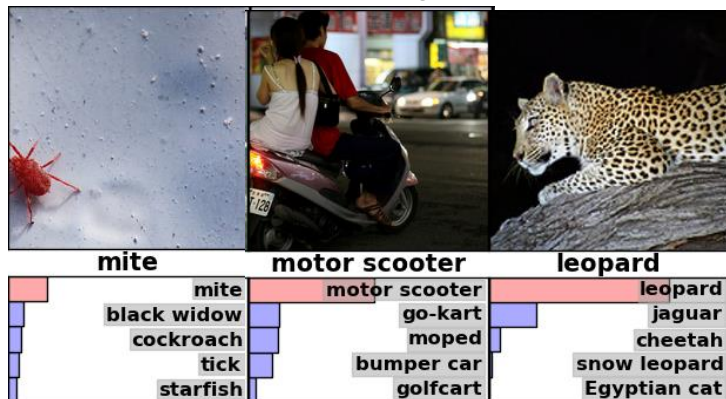 T-128
mite
motor scooter
leopard
mite
black widow
cockroach
tick
starfish
motor scooter
go-kart
moped
bumper car
golfcart
leopard
jaguar
cheetah
snow leopard
Egyptian cat